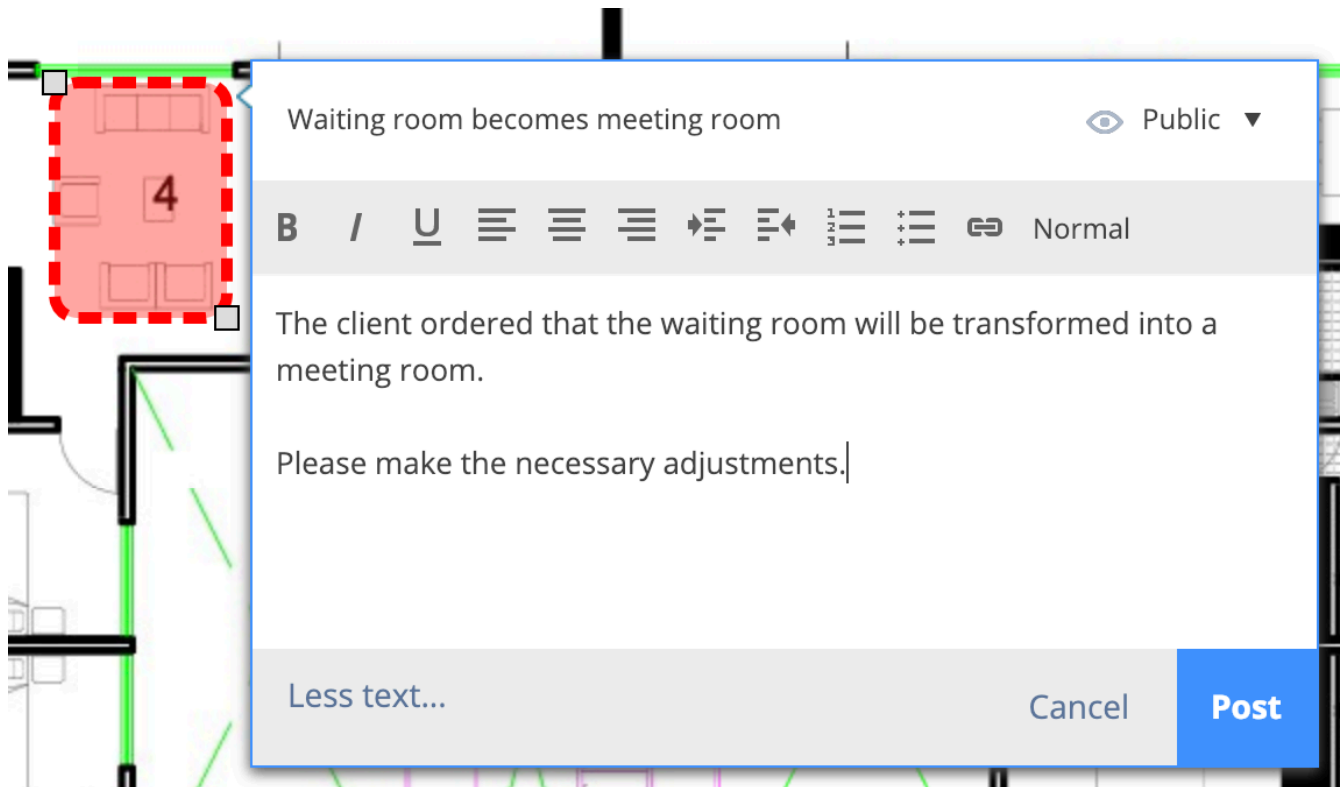 4
Waiting room becomes meeting room
Public
B I U
Normal
The client ordered that the waiting room will be transformed into a
meeting room.
Please make the necessary adjustments.
Less text...
Cancel
Post